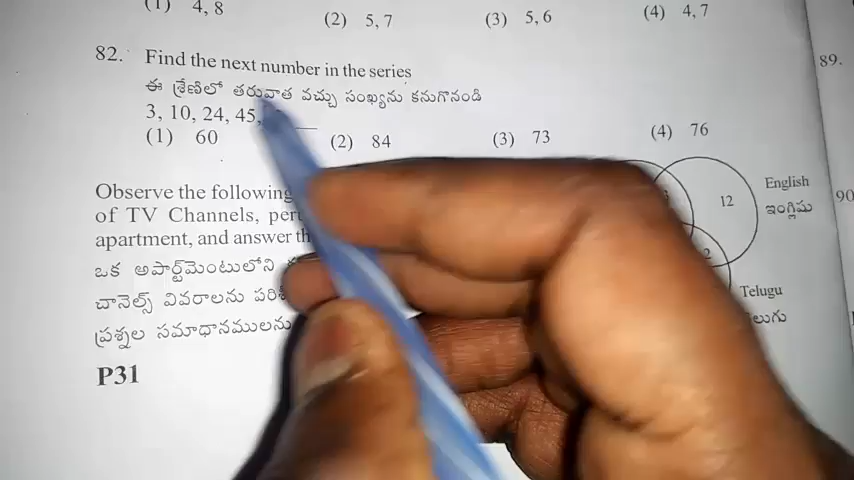 (1) 4, 8 (2) 5, 7 (3) 5, 6 (4) 4, 7
82. Find the next number in the series
ఈ శ్రేణిలో తరువాత వచ్చు సంఖ్యను కనుగొనండి
3, 10, 24, 45,
(1) 60 (2) 84 (3) 73 (4) 76
89.
Observe the following
of TV Channels,
apartment, and answer
ఒక అపార్ట్‌మెంటులోని
చానెల్స్ వివరాలను
ప్రశ్నల సమాధానములను
12
English
ఇంగ్లిషు
2
Telugu
90
P31